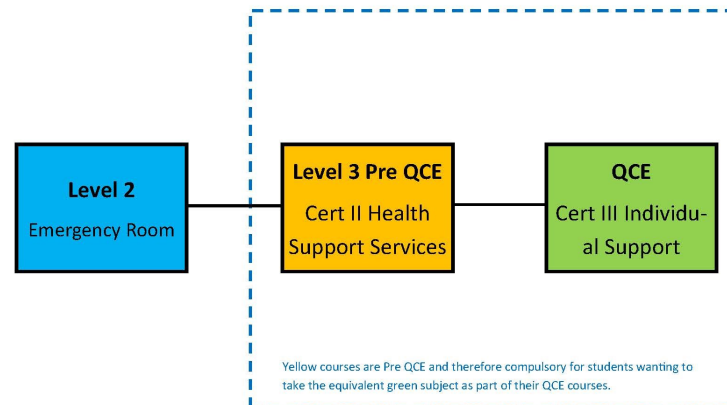 Level 2
Emergency Room
Level 3 Pre QCE
Cert II Health
Support Services
QCE
Cert III Individu-
al Support
Yellow courses are Pre QCE and therefore compulsory for students wanting to
take the equivalent green subject as part of their QCE courses.